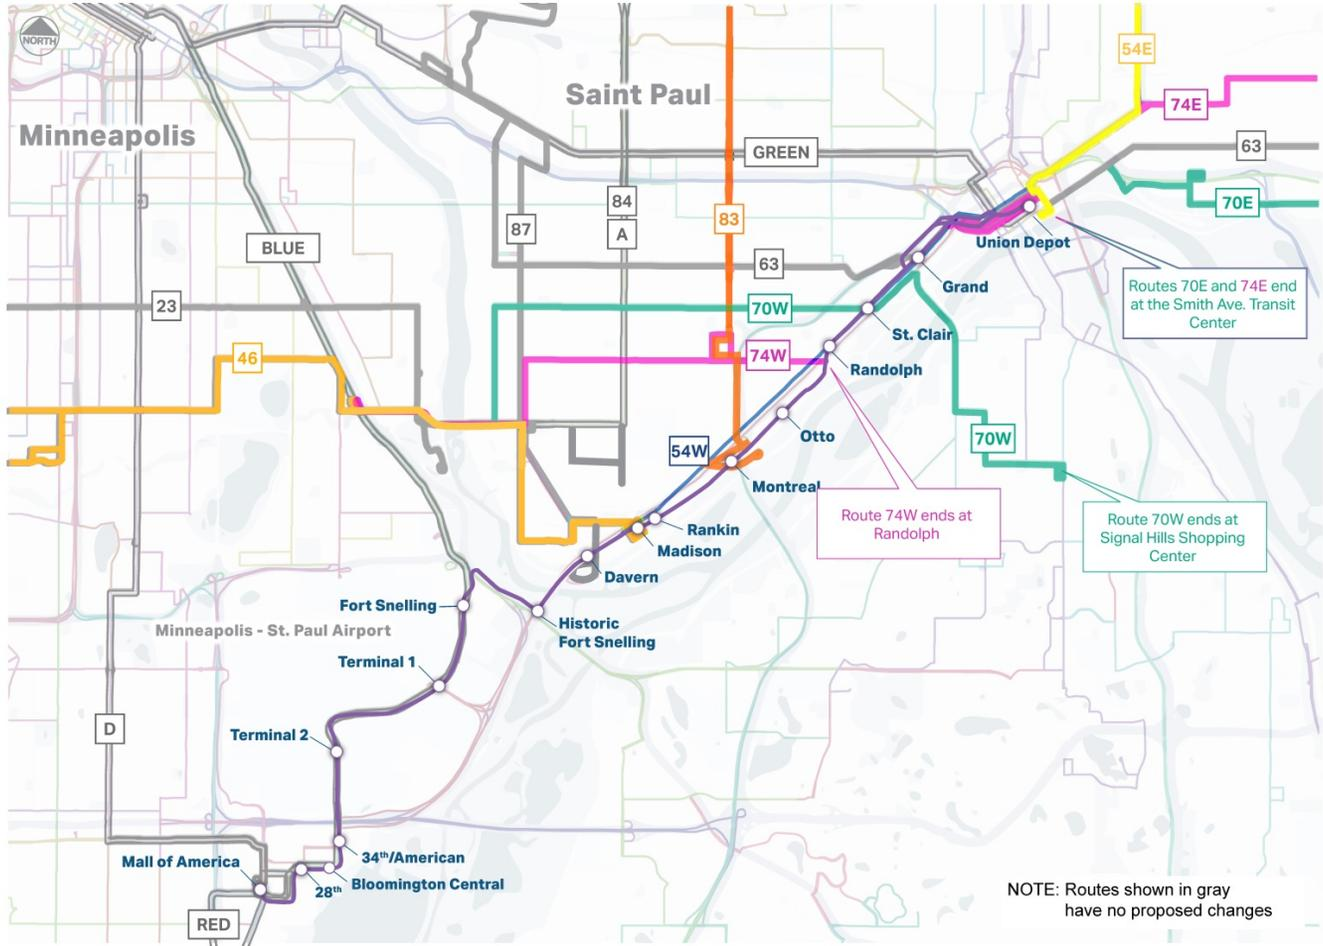 NORTH
54E
Saint Paul
74E
Minneapolis
GREEN
63
84
70E
83
87
A
BLUE
Union Depot
63
Grand
Routes 70E and 74E end
at the Smith Ave. Transit
Center
23
70W
St. Clair
46
74W
Randolph
Otto
70W
54W
Montreal
Route 74W ends at
Randolph
Route 70W ends at
Signal Hills Shopping
Center
Rankin
Madison
Davern
Fort Snelling
Historic
Fort Snelling
Minneapolis - St. Paul Airport
Terminal 1
D
Terminal 2
Mall of America
34th/American
28th
Bloomington Central
RED
NOTE: Routes shown in gray
have no proposed changes